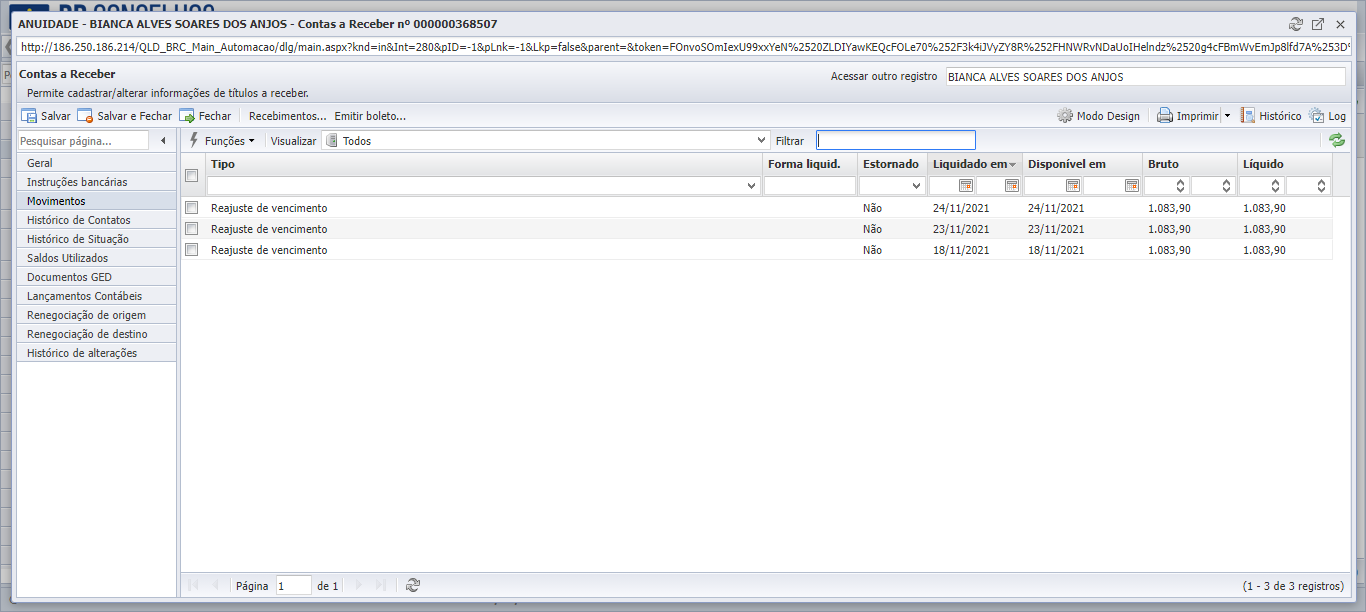 ANUIDADE - BIANCA ALVES SOARES DOS ANJOS - Contas a Receber nº 000000368507
http://186.250.186.214/QLD_BRC_Main_Automacao/dlg/main.aspx?knd=in&Int=280&pID=-1&pLnk=-1&Lkp=false&parent=&token=FOnvoSOmIexU99xxYeN%2520ZLDIYawKEQcFOLe70%252F3k4iJVyZY8R%252FHNWRvNDaUoIHelndz%2520g4cFBmWvEmJp8lfd7A%253D%
Contas a Receber
Acessar outro registro BIANCA ALVES SOARES DOS ANJOS
Permite cadastrar/alterar informações de títulos a receber.
Salvar Salvar e Fechar Fechar Recebimentos... Emitir boleto... Modo Design Imprimir Histórico Log
Pesquisar página... Funções Visualizar Todos Filtrar
Geral
Instruções bancárias
Movimentos
Histórico de Contatos
Histórico de Situação
Saldos Utilizados
Documentos GED
Lançamentos Contábeis
Renegociação de origem
Renegociação de destino
Histórico de alterações
Tipo Forma liquid. Estornado Liquidado em Disponível em Bruto Líquido
Reajuste de vencimento Não 24/11/2021 24/11/2021 1.083,90 1.083,90
Reajuste de vencimento Não 23/11/2021 23/11/2021 1.083,90 1.083,90
Reajuste de vencimento Não 18/11/2021 18/11/2021 1.083,90 1.083,90
Página 1 de 1 (1 - 3 de 3 registros)